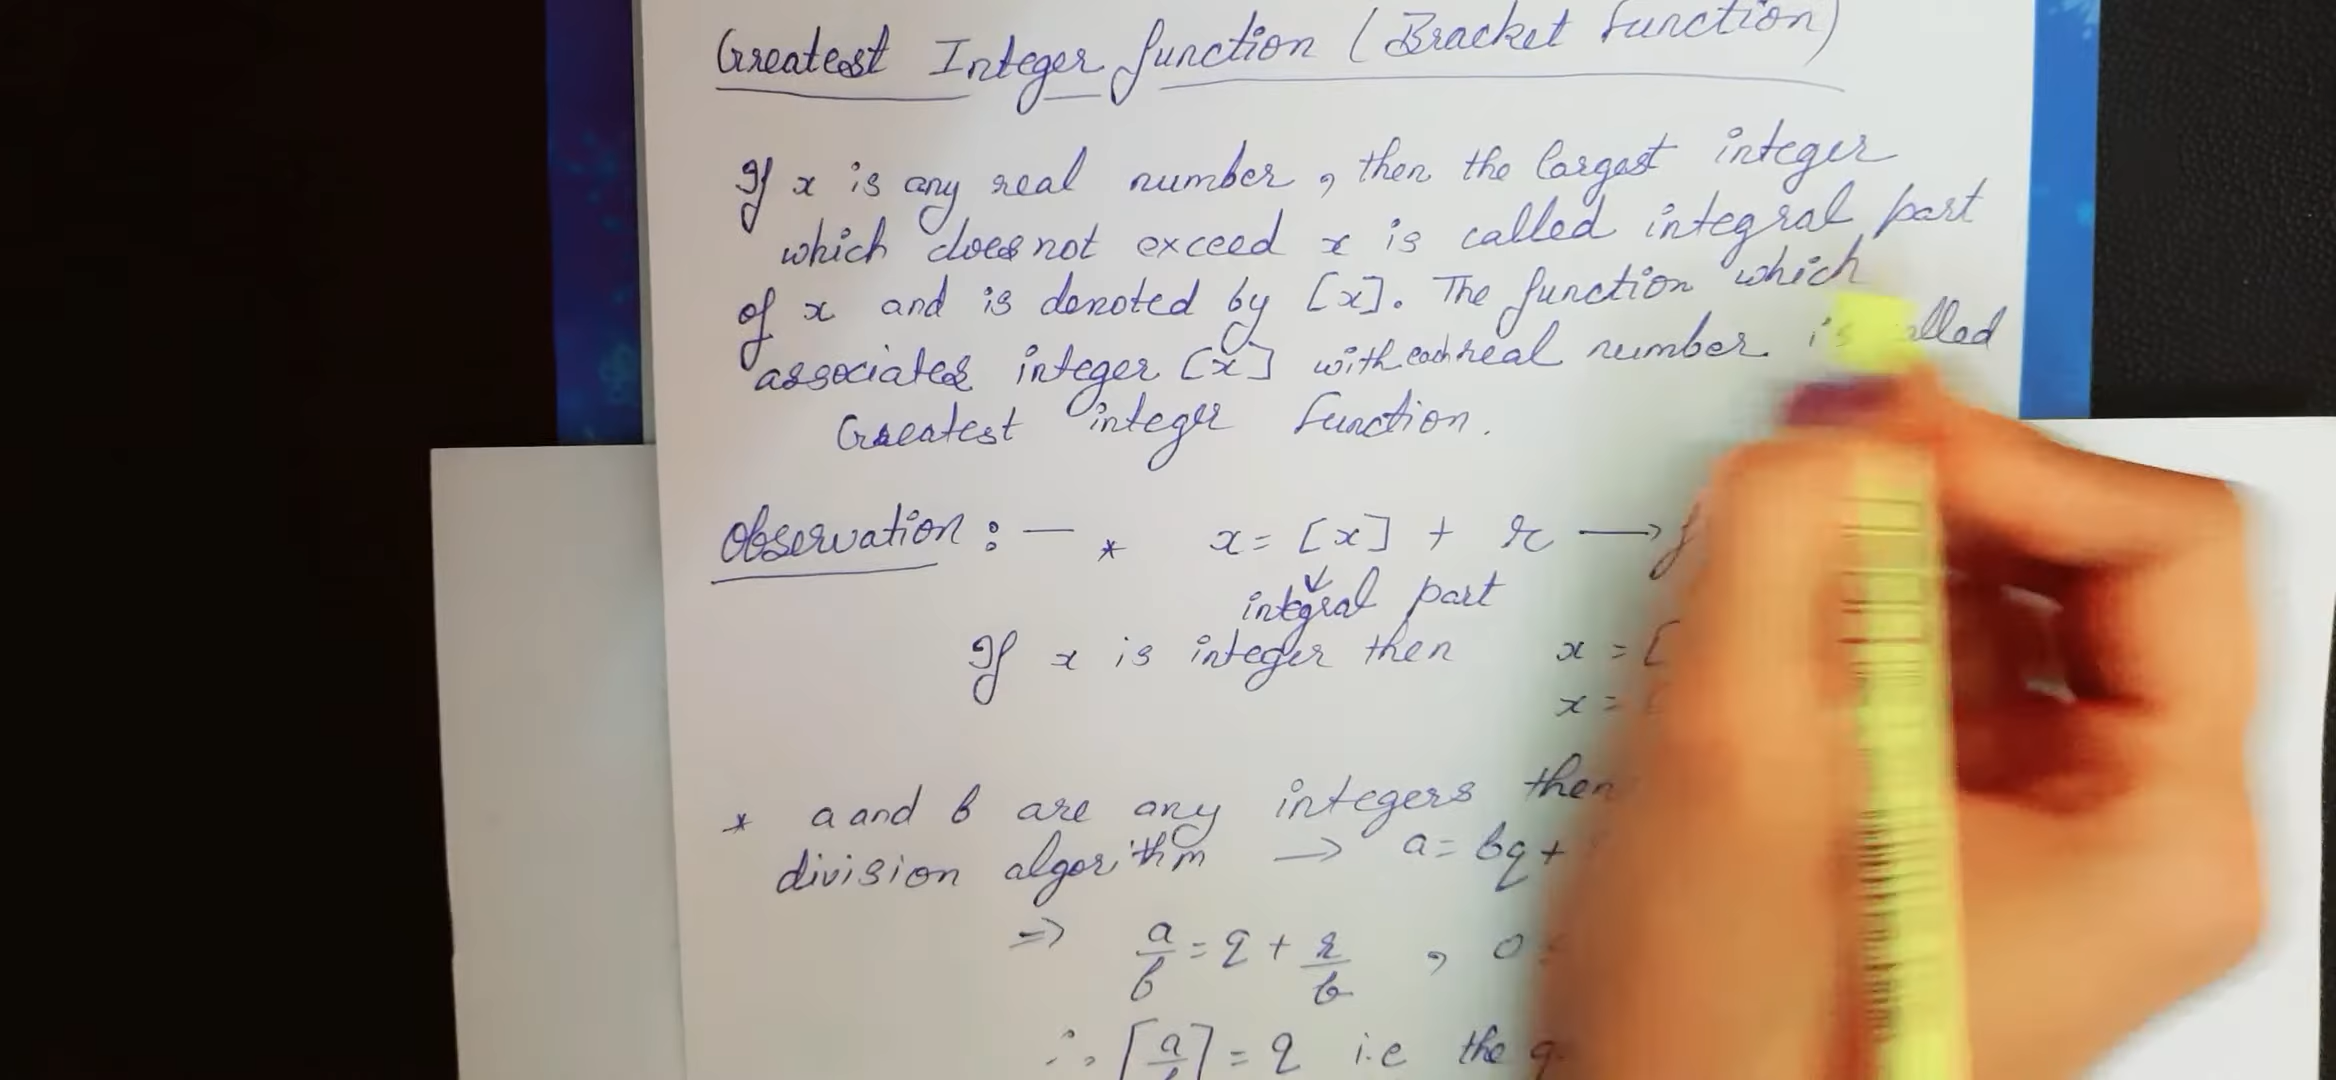 Greatest Integer function (Bracket function)
If x is any real number, then the largest integer
which does not exceed x is called integral part
of x and is denoted by [x]. The function which
associates integer [x] with each real number is called
Greatest integer function.
Observation :— * x = [x] + r →
integral part
If x is integer then x = [
x = [
* a and b are any integers then
division algorithm → a = bq +
⇒ a/b = q + r/b , 0
∴ [a/b] = q i.e the